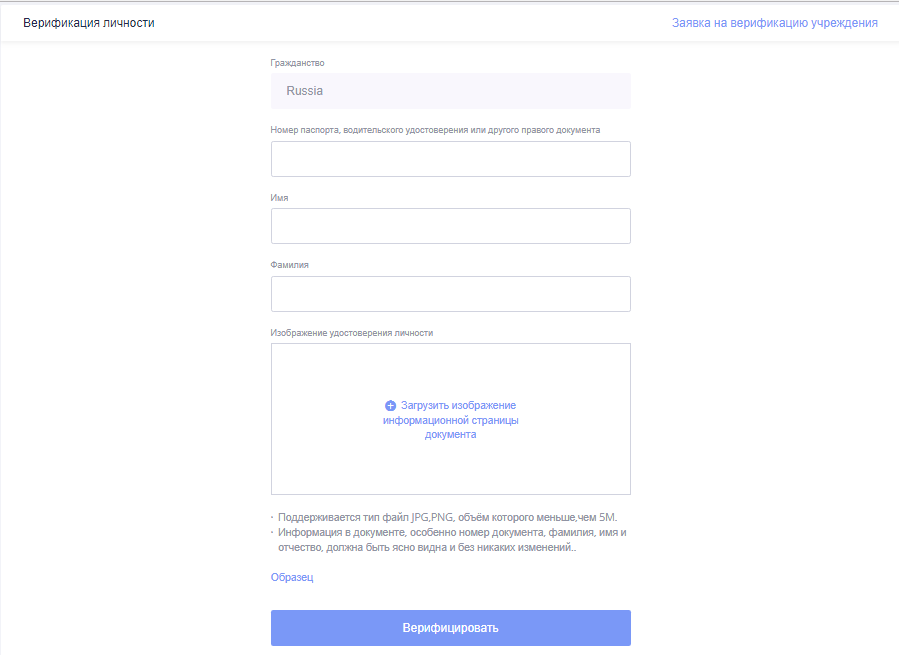 Верификация личности
Заявка на верификацию учреждения
Гражданство
Russia
Номер паспорта, водительского удостоверения или другого правого документа
Имя
Фамилия
Изображение удостоверения личности
Загрузить изображение
информационной страницы
документа
· Поддерживается тип файл JPG,PNG, объём которого меньше,чем 5M.
· Информация в документе, особенно номер документа, фамилия, имя и
отчество, должна быть ясно видна и без никаких изменений..
Образец
Верифицировать